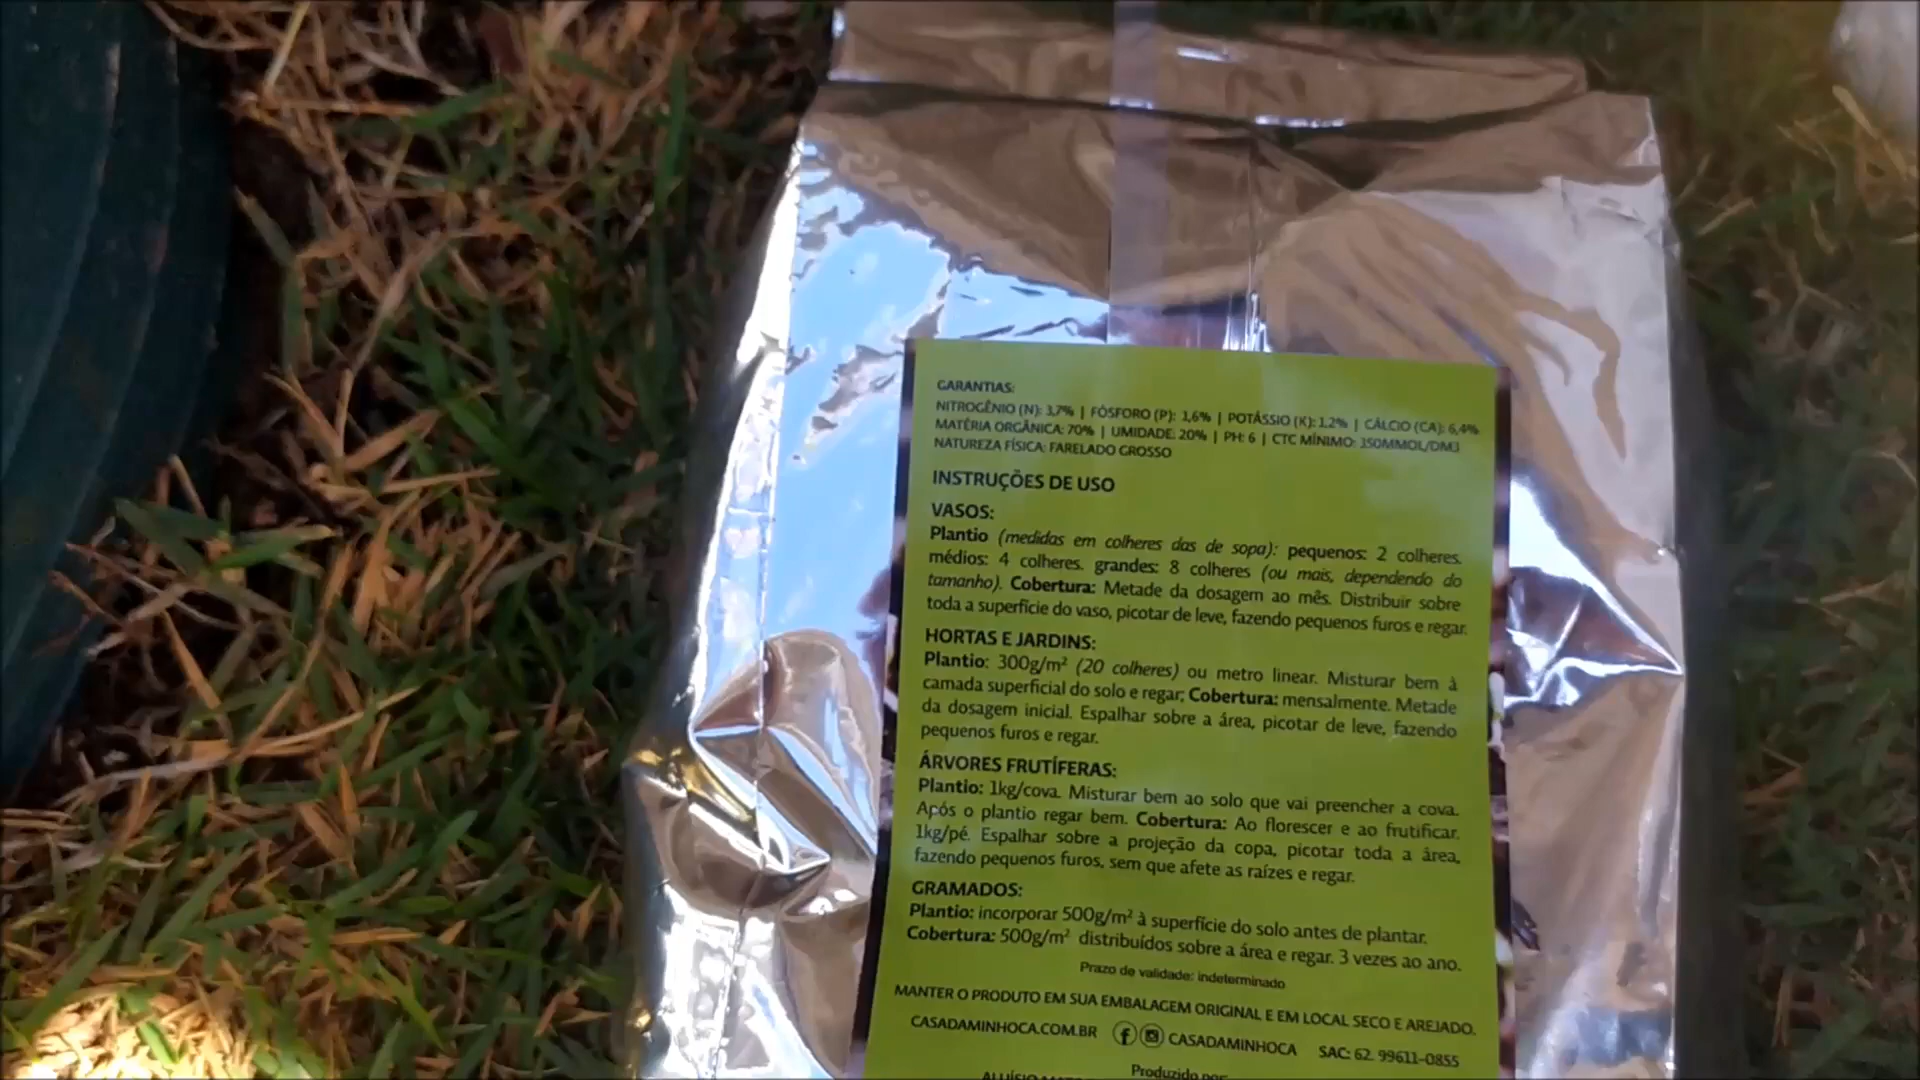 GARANTIAS:
NITROGÊNIO (N): 3,7% | FÓSFORO (P): 1,6% | POTÁSSIO (K): 1,2% | CÁLCIO (CA): 6,4%
MATÉRIA ORGÂNICA: 70% | UMIDADE: 20% | PH: 6 | CTC MÍNIMO: 350MMOL/DM3
NATUREZA FÍSICA: FARELADO GROSSO
INSTRUÇÕES DE USO
VASOS:
Plantio (medidas em colheres das de sopa): pequenos: 2 colheres.
médios: 4 colheres. grandes: 8 colheres (ou mais, dependendo do
tamanho). Cobertura: Metade da dosagem ao mês. Distribuir sobre
toda a superfície do vaso, picotar de leve, fazendo pequenos furos e regar.
HORTAS E JARDINS:
Plantio: 300g/m² (20 colheres) ou metro linear. Misturar bem à
camada superficial do solo e regar; Cobertura: mensalmente. Metade
da dosagem inicial. Espalhar sobre a área, picotar de leve, fazendo
pequenos furos e regar.
ÁRVORES FRUTÍFERAS:
Plantio: 1kg/cova. Misturar bem ao solo que vai preencher a cova.
Após o plantio regar bem. Cobertura: Ao florescer e ao frutificar.
1kg/pé. Espalhar sobre a projeção da copa, picotar toda a área,
fazendo pequenos furos, sem que afete as raízes e regar.
GRAMADOS:
Plantio: incorporar 500g/m² à superfície do solo antes de plantar.
Cobertura: 500g/m² distribuídos sobre a área e regar. 3 vezes ao ano.
Prazo de validade: indeterminado
MANTER O PRODUTO EM SUA EMBALAGEM ORIGINAL E EM LOCAL SECO E AREJADO.
CASADAMINHOCA.COM.BR CASADAMINHOCA SAC: 62. 99611-0855
Produzido por: